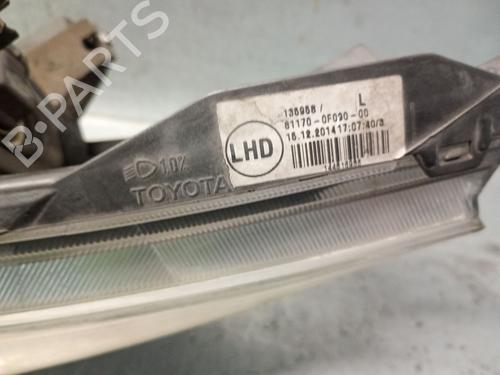 135958 / L
81170-0F090-00
15.12.2014 17:07:40/3
LHD
1.0%
TOYOTA
B-PARTS